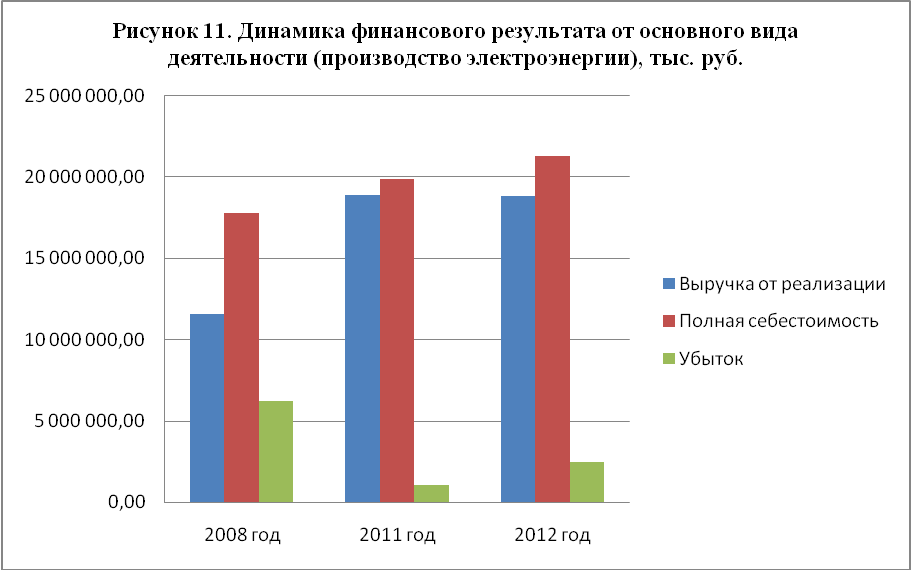 Рисунок 11. Динамика финансового результата от основного вида
деятельности (производство электроэнергии), тыс. руб.
25 000 000,00
20 000 000,00
15 000 000,00
10 000 000,00
5 000 000,00
0,00
2008 год
2011 год
2012 год
Выручка от реализации
Полная себестоимость
Убыток